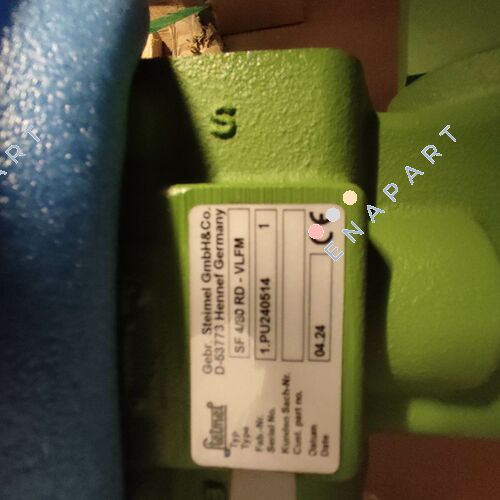 S
Steimel
Gebr. Steimel GmbH&Co.
D-53773 Hennef Germany
Typ
Type
SF 4/80 RD - VLFM
Fab.-Nr.
Serial No.
1.PU240514
1
Kunden Sach-Nr.
Cust. part no.
Datum
Date
04.24
CE
ENAPART
PART